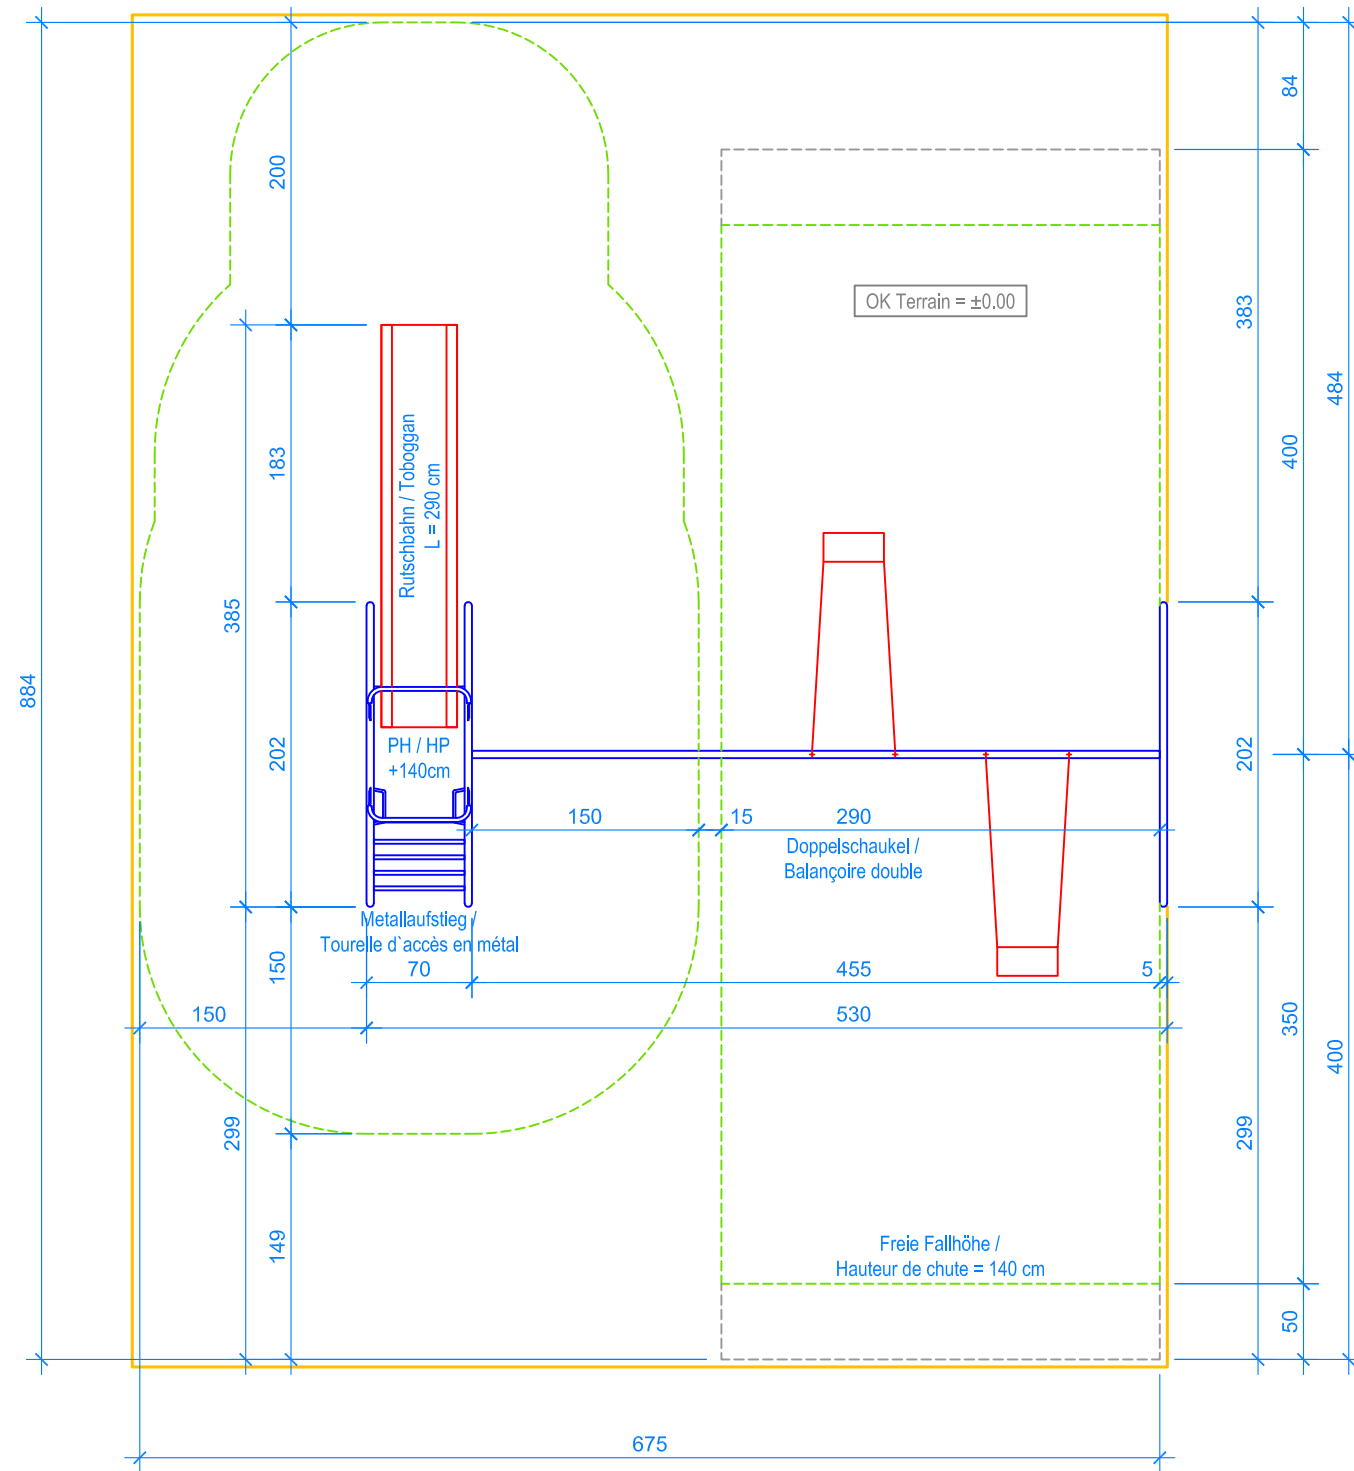 84
200
OK Terrain = ±0.00
383
484
Rutschbahn / Toboggan
L = 290 cm
183
400
385
884
202
PH / HP
+140cm
202
150
15
290
Doppelschaukel /
Balançoire double
Metallaufstieg /
Tourelle d`accès en métal
150
70
455
5
150
530
350
400
299
299
149
Freie Fallhöhe /
Hauteur de chute = 140 cm
50
675